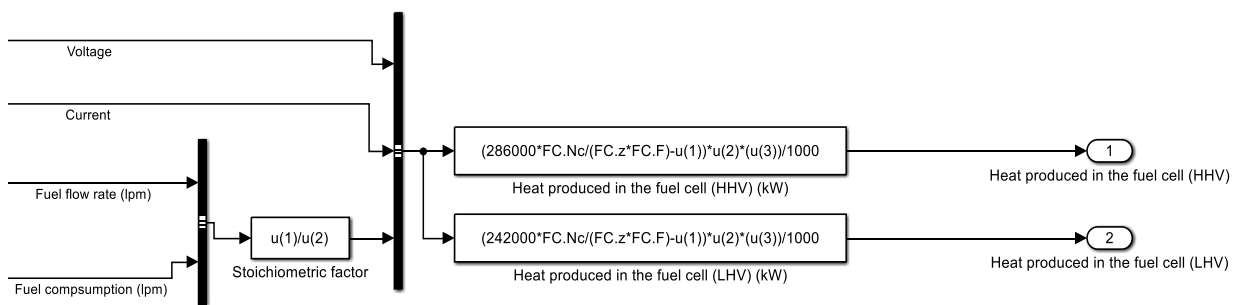 Voltage
Current
Fuel flow rate (lpm)
Fuel compsumption (lpm)
u(1)/u(2)
Stoichiometric factor
(286000*FC.Nc/(FC.z*FC.F)-u(1))*u(2)*(u(3))/1000
Heat produced in the fuel cell (HHV) (kW)
(242000*FC.Nc/(FC.z*FC.F)-u(1))*u(2)*(u(3))/1000
Heat produced in the fuel cell (LHV) (kW)
1
Heat produced in the fuel cell (HHV)
2
Heat produced in the fuel cell (LHV)